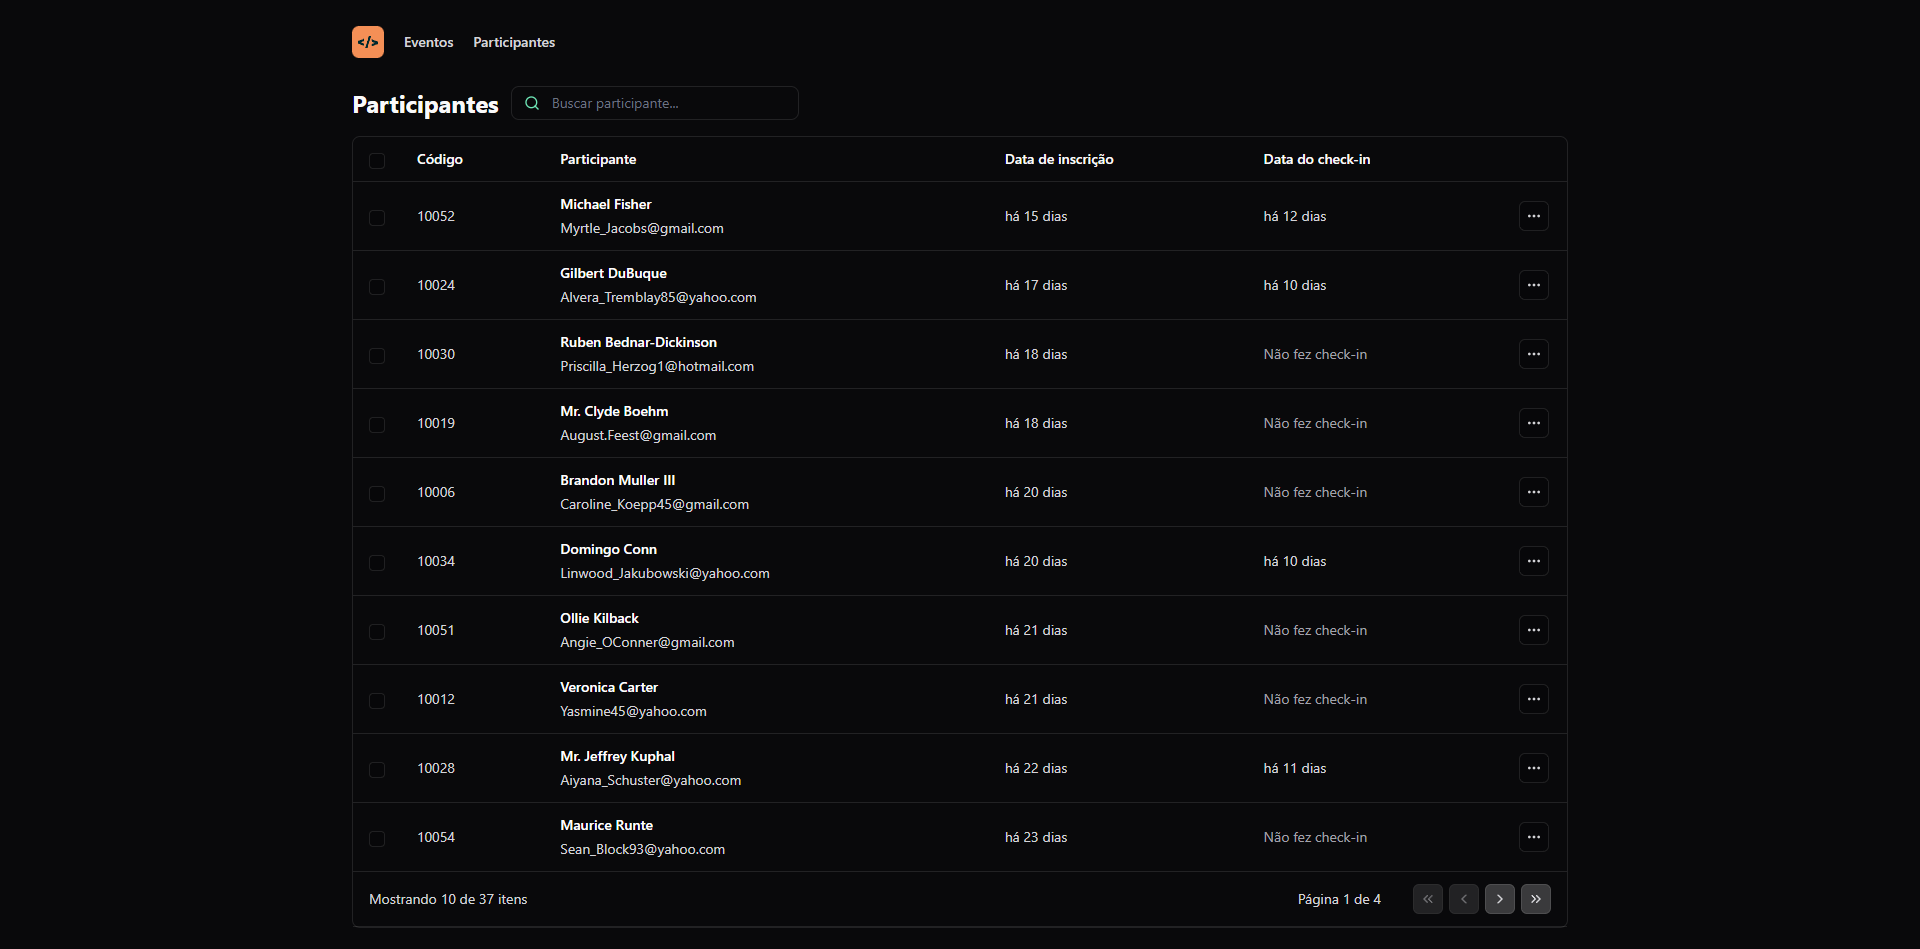 </> Eventos Participantes
Participantes Buscar participante...
Código Participante Data de inscrição Data do check-in
Michael Fisher
10052 há 15 dias há 12 dias
Myrtle_Jacobs@gmail.com
Gilbert DuBuque
10024 há 17 dias há 10 dias
Alvera_Tremblay85@yahoo.com
Ruben Bednar-Dickinson
10030 há 18 dias Não fez check-in
Priscilla_Herzog1@hotmail.com
Mr. Clyde Boehm
10019 há 18 dias Não fez check-in
August.Feest@gmail.com
Brandon Muller III
10006 há 20 dias Não fez check-in
Caroline_Koepp45@gmail.com
Domingo Conn
10034 há 20 dias há 10 dias
Linwood_Jakubowski@yahoo.com
Ollie Kilback
10051 há 21 dias Não fez check-in
Angie_OConner@gmail.com
Veronica Carter
10012 há 21 dias Não fez check-in
Yasmine45@yahoo.com
Mr. Jeffrey Kuphal
10028 há 22 dias há 11 dias
Aiyana_Schuster@yahoo.com
Maurice Runte
10054 há 23 dias Não fez check-in
Sean_Block93@yahoo.com
Mostrando 10 de 37 itens Página 1 de 4